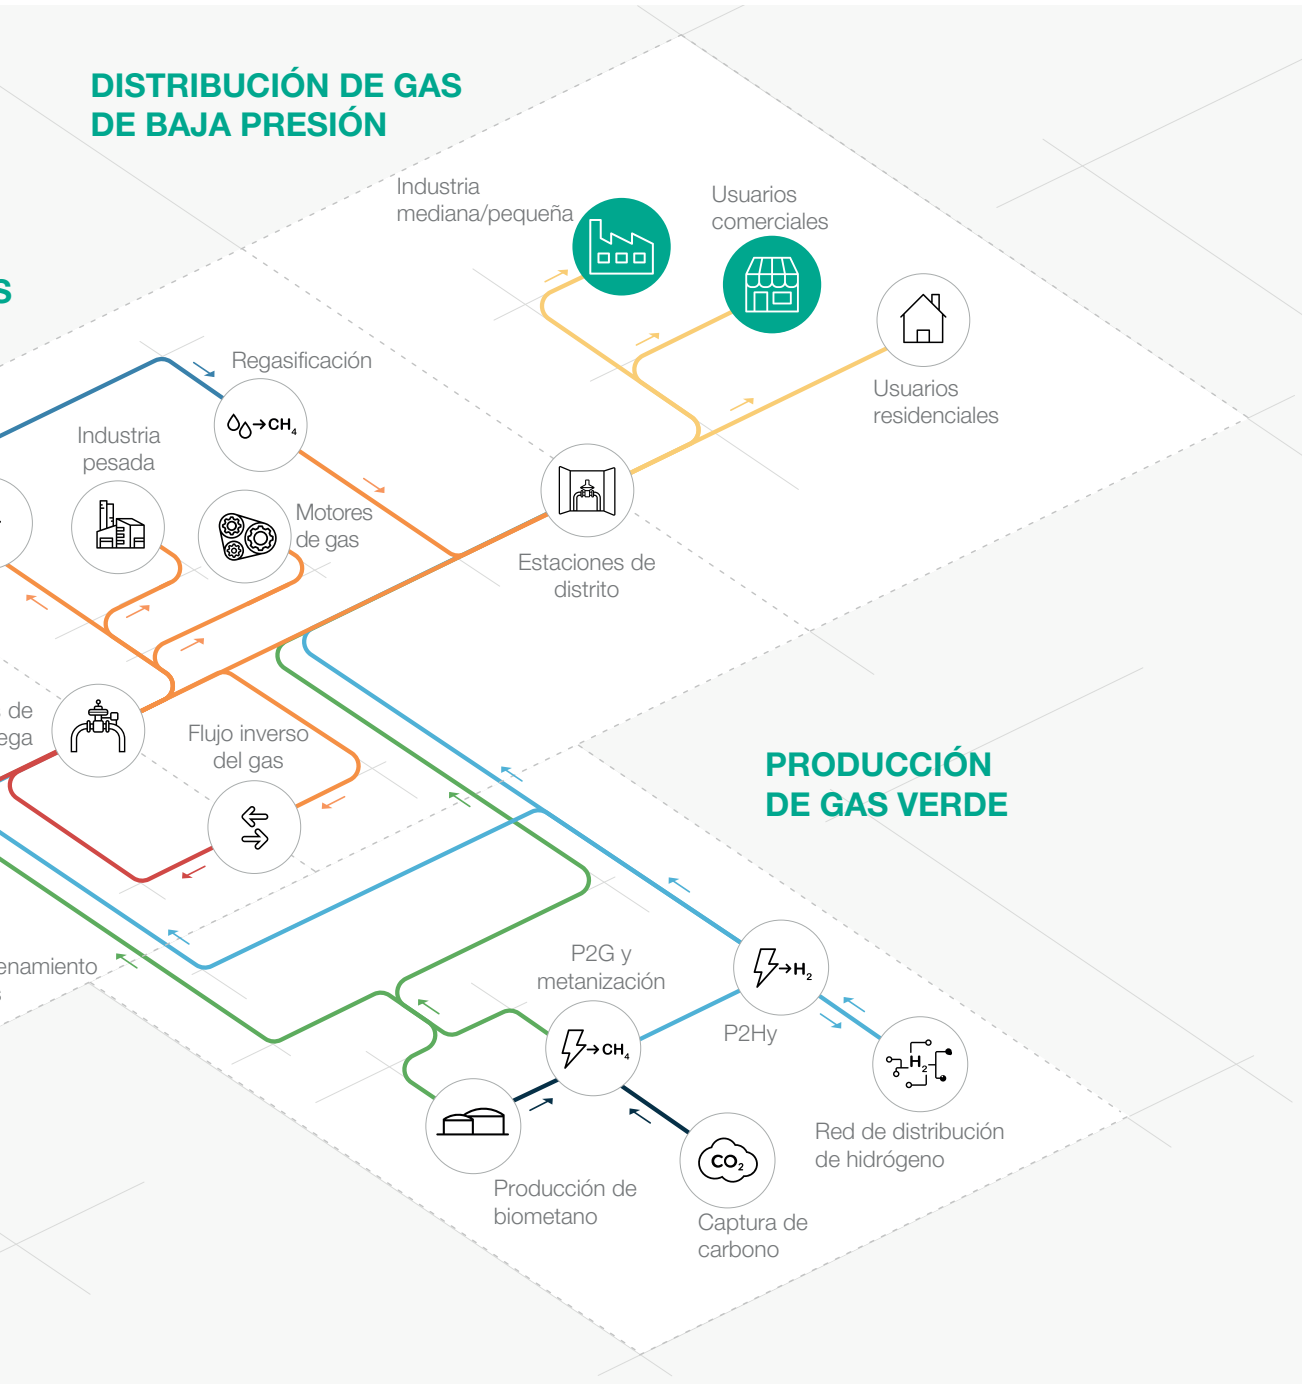 DISTRIBUCIÓN DE GAS
DE BAJA PRESIÓN
Industria
mediana/pequeña
Usuarios
comerciales
S
Regasificación
CH4
Usuarios
residenciales
Industria
pesada
Motores
de gas
Estaciones de
distrito
de
ega
Flujo inverso
del gas
PRODUCCIÓN
DE GAS VERDE
enamiento
P2G y
metanización
H2
P2Hy
CH4
H2
Red de distribución
de hidrógeno
CO2
Producción de
biometano
Captura de
carbono